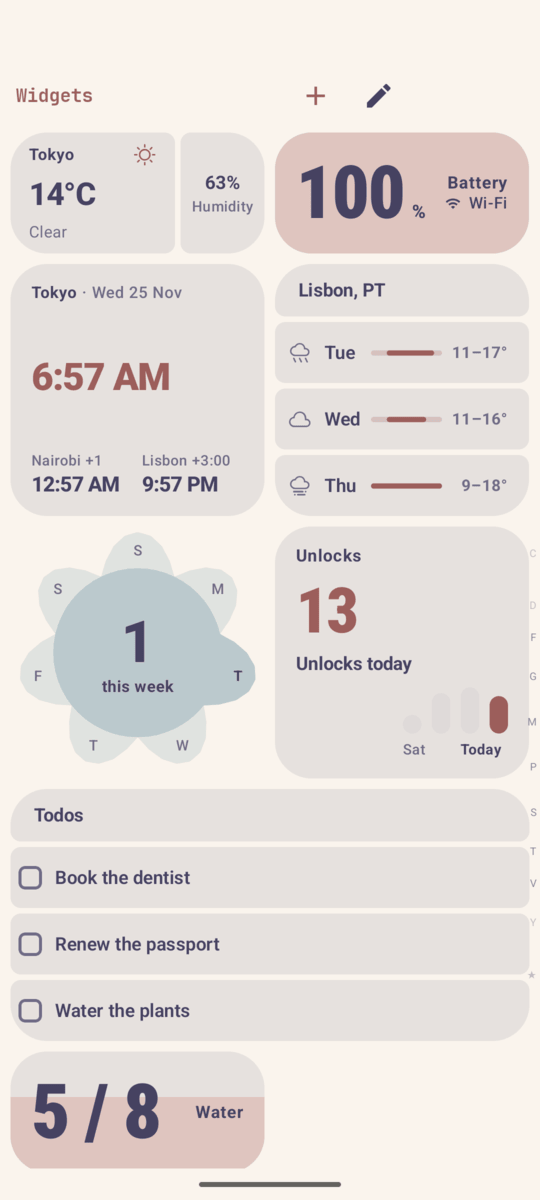 Widgets
Tokyo
14°C
Clear
63%
Humidity
100 %
Battery
Wi-Fi
Tokyo · Wed 25 Nov
6:57 AM
Nairobi +1
12:57 AM
Lisbon +3:00
9:57 PM
Lisbon, PT
Tue 11–17°
Wed 11–16°
Thu 9–18°
S
M
T
W
T
F
S
1
this week
Unlocks
13
Unlocks today
Sat Today
C
D
F
G
M
P
S
T
V
Y
Todos
Book the dentist
Renew the passport
Water the plants
5 / 8
Water